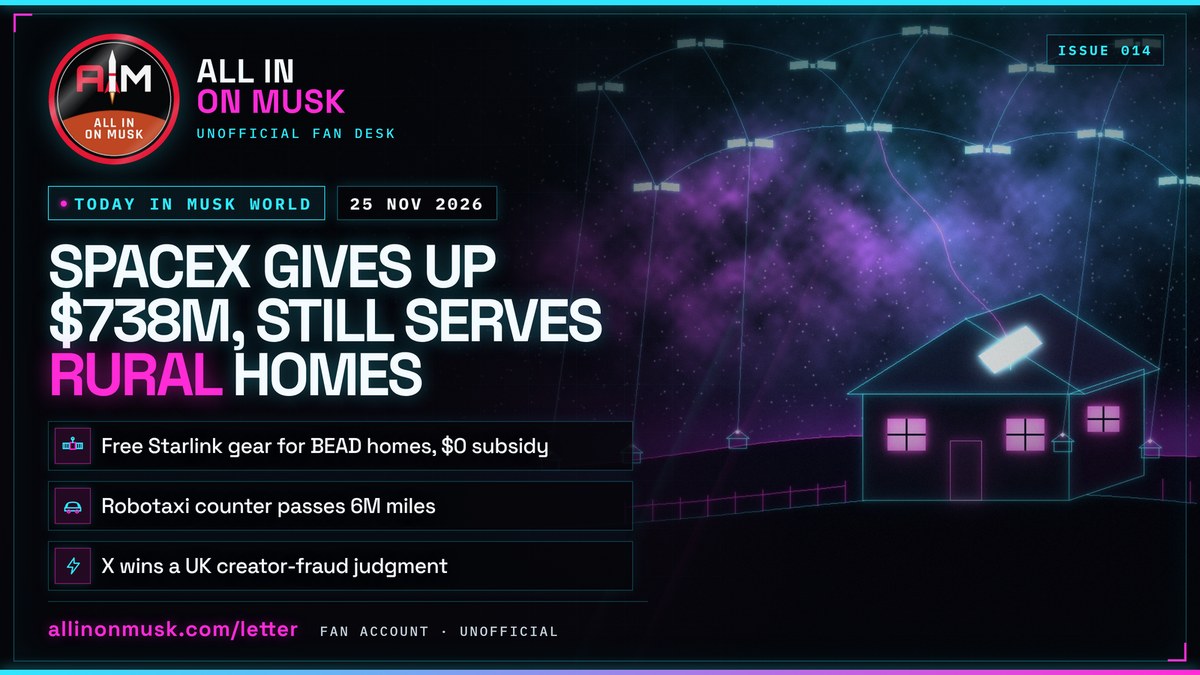 AiM
ALL IN
ON MUSK
ALL IN
ON MUSK
UNOFFICIAL FAN DESK
ISSUE 014
TODAY IN MUSK WORLD
25 NOV 2026
SPACEX GIVES UP
$738M, STILL SERVES
RURAL HOMES
Free Starlink gear for BEAD homes, $0 subsidy
Robotaxi counter passes 6M miles
X wins a UK creator-fraud judgment
allinonmusk.com/letter
FAN ACCOUNT · UNOFFICIAL